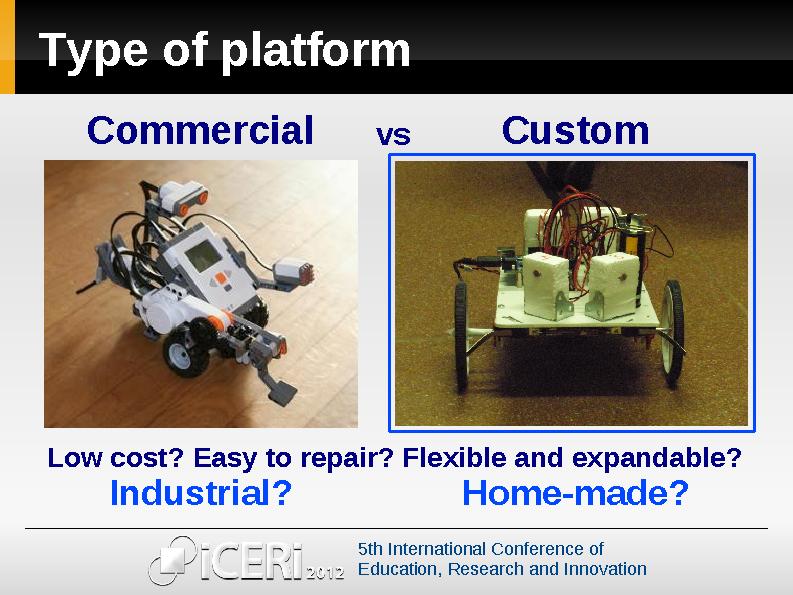 Type of platform
Commercial vs Custom
Low cost? Easy to repair? Flexible and expandable?
Industrial? Home-made?
iCERi 2012
5th International Conference of
Education, Research and Innovation